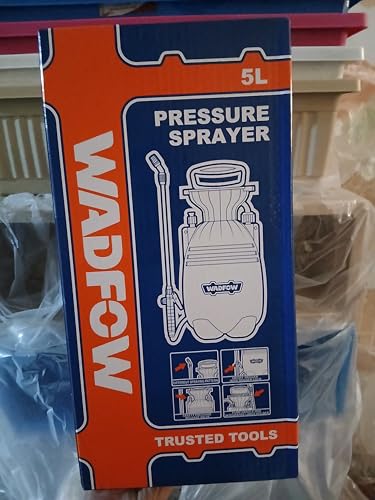 5L
PRESSURE
SPRAYER
WADFOW
WADFOW
TRUSTED TOOLS